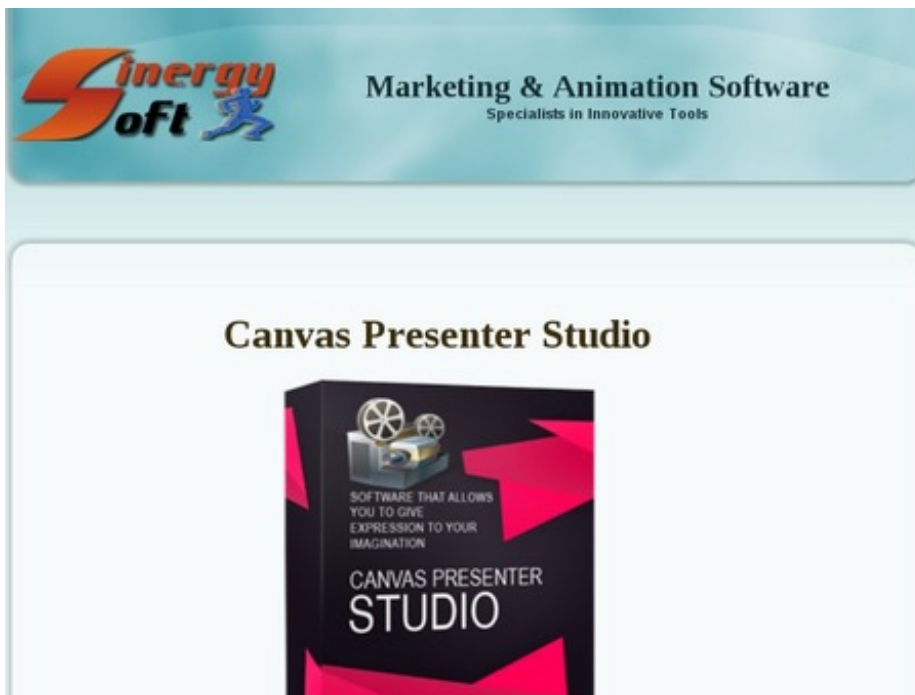 Sinergy
Soft
Marketing & Animation Software
Specialists in Innovative Tools
Canvas Presenter Studio
SOFTWARE THAT ALLOWS
YOU TO GIVE
EXPRESSION TO YOUR
IMAGINATION
CANVAS PRESENTER
STUDIO